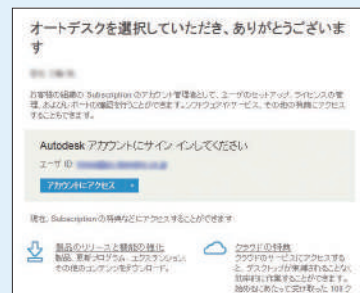 オートデスクを選択していただき、ありがとうございま
す
お客様の組織の Subscription のアカウント管理者として、ユーザのセットアップ、ライセンスの管
理、およびレポートの確認を行うことができます。ソフトウェアやサービス、その他の特典にアクセス
することもできます。
Autodesk アカウントにサイン インしてください
ユーザ ID:
アカウントにアクセス
現在、Subscription の特典などにアクセスすることができます:
製品のリリースと機能の強化
製品、更新プログラム、エクステンション、
その他のコンテンツをダウンロード。
クラウドの特典
クラウドのサービスにアクセスする
と、デスクトップが束縛されることなく、
効率的に作業することができます。